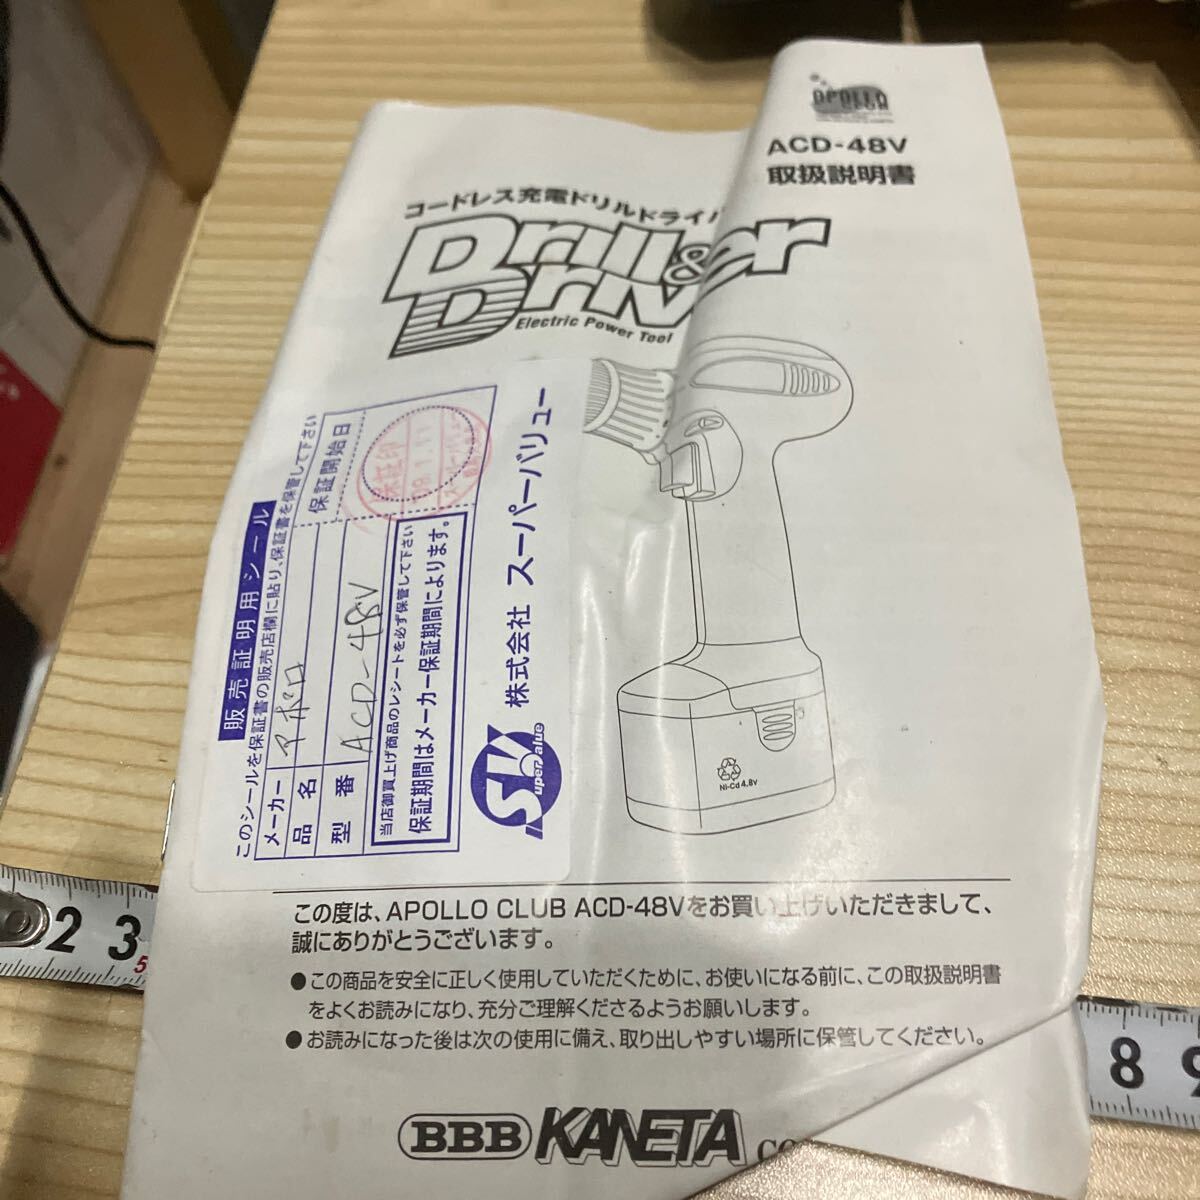 APOLLO
CLUB
ACD-48V
取扱説明書
コードレス充電ドリルドライバ
Drill &
Driver
Electric Power Tool
販売証明用シール
このシールを保証書の販売店欄に貼り、保証書を保管して下さい
メーカー アポロ
保証開始日
品名
型番 ACD-48V
保証印
09.1.11
当店御買上げ商品のレシートを必ず保管して下さい
保証期間はメーカー保証期間によります。
SV
uper alue
株式会社 スーパーバリュー
Ni-Cd 4.8V
この度は、APOLLO CLUB ACD-48Vをお買い上げいただきまして、
誠にありがとうございます。
●この商品を安全に正しく使用していただくために、お使いになる前に、この取扱説明書
をよくお読みになり、充分ご理解くださるようお願いします。
●お読みになった後は次の使用に備え、取り出しやすい場所に保管してください。
BBB KANETA CO
2 3 5
8 9